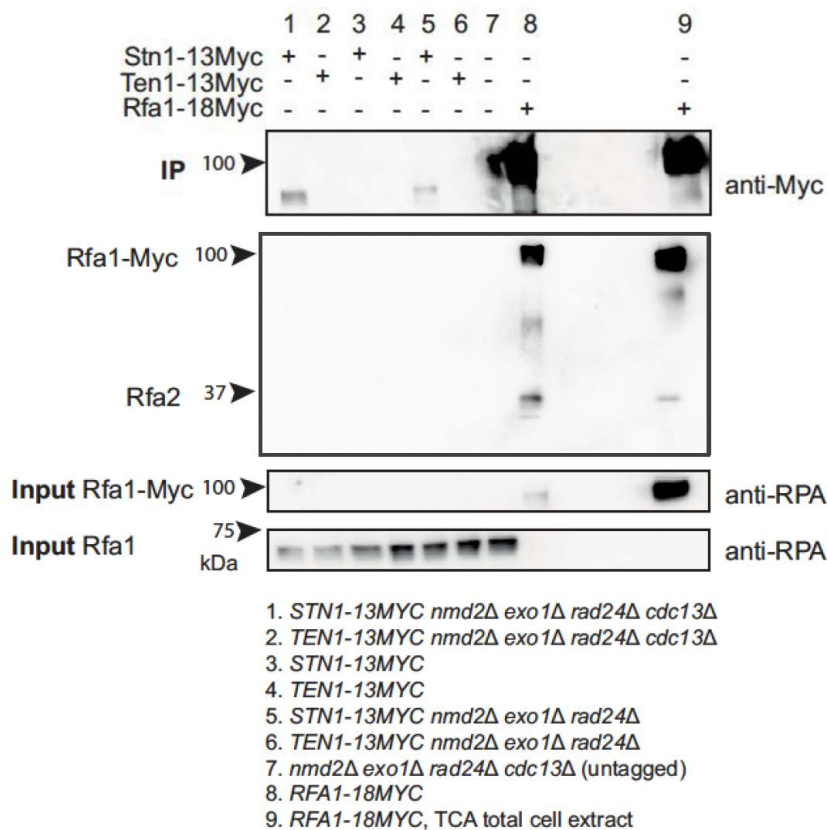 1 2 3 4 5 6 7 8 9
Stn1-13Myc + - + - + - - - -
Ten1-13Myc - + - + - + - - -
Rfa1-18Myc - - - - - - - + +
IP 100 anti-Myc
Rfa1-Myc 100
Rfa2 37
Input Rfa1-Myc 100 anti-RPA
75
Input Rfa1 anti-RPA
kDa
1. STN1-13MYC nmd2Δ exo1Δ rad24Δ cdc13Δ
2. TEN1-13MYC nmd2Δ exo1Δ rad24Δ cdc13Δ
3. STN1-13MYC
4. TEN1-13MYC
5. STN1-13MYC nmd2Δ exo1Δ rad24Δ
6. TEN1-13MYC nmd2Δ exo1Δ rad24Δ
7. nmd2Δ exo1Δ rad24Δ cdc13Δ (untagged)
8. RFA1-18MYC
9. RFA1-18MYC, TCA total cell extract